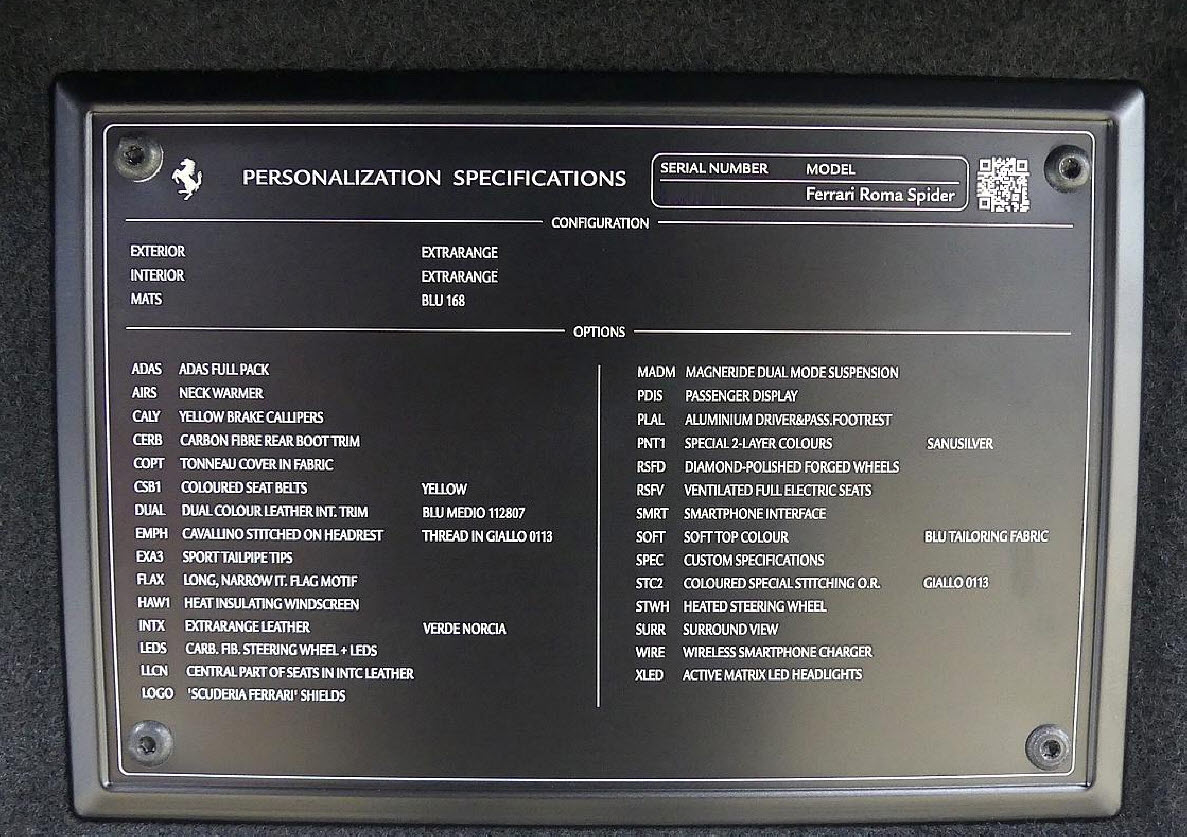 PERSONALIZATION SPECIFICATIONS
SERIAL NUMBER MODEL
Ferrari Roma Spider
CONFIGURATION
EXTERIOR EXTRARANGE
INTERIOR EXTRARANGE
MATS BLU 168
OPTIONS
ADAS ADAS FULL PACK
AIRS NECK WARMER
CALY YELLOW BRAKE CALLIPERS
CERB CARBON FIBRE REAR BOOT TRIM
COPT TONNEAU COVER IN FABRIC
CSB1 COLOURED SEAT BELTS YELLOW
DUAL DUAL COLOUR LEATHER INT. TRIM BLU MEDIO 112807
EMPH CAVALLINO STITCHED ON HEADREST THREAD IN GIALLO 0113
EXA3 SPORT TAILPIPE TIPS
FLAX LONG, NARROW IT. FLAG MOTIF
HAW1 HEAT INSULATING WINDSCREEN
INTX EXTRARANGE LEATHER VERDE NORCIA
LEDS CARB. FIB. STEERING WHEEL + LEDS
LLCN CENTRAL PART OF SEATS IN INTC LEATHER
LOGO "SCUDERIA FERRARI" SHIELDS
MADM MAGNERIDE DUAL MODE SUSPENSION
PDIS PASSENGER DISPLAY
PLAL ALUMINIUM DRIVER&PASS.FOOTREST
PNT1 SPECIAL 2-LAYER COLOURS SANUSILVER
RSFD DIAMOND-POLISHED FORGED WHEELS
RSFV VENTILATED FULL ELECTRIC SEATS
SMRT SMARTPHONE INTERFACE
SOFT SOFT TOP COLOUR BLU TAILORING FABRIC
SPEC CUSTOM SPECIFICATIONS
STC2 COLOURED SPECIAL STITCHING O.R. GIALLO 0113
STWH HEATED STEERING WHEEL
SURR SURROUND VIEW
WIRE WIRELESS SMARTPHONE CHARGER
XLED ACTIVE MATRIX LED HEADLIGHTS